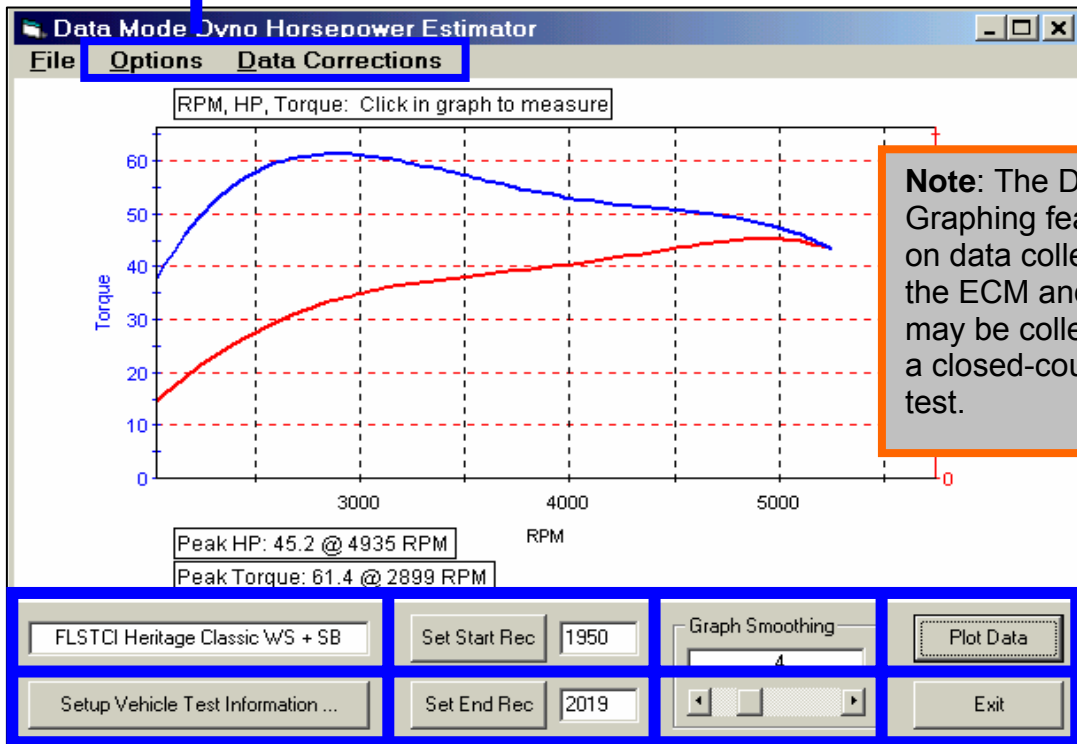 Data Mode Dyno Horsepower Estimator
File Options Data Corrections
RPM, HP, Torque: Click in graph to measure
60
50
40
30
20
10
0
Torque
0
3000 4000 5000
RPM
Note: The D
Graphing fea
on data colle
the ECM and
may be colle
a closed-cou
test.
Peak HP: 45.2 @ 4935 RPM
Peak Torque: 61.4 @ 2899 RPM
FLSTCI Heritage Classic WS + SB
Set Start Rec 1950
Graph Smoothing
4
Plot Data
Setup Vehicle Test Information ...
Set End Rec 2019
Exit